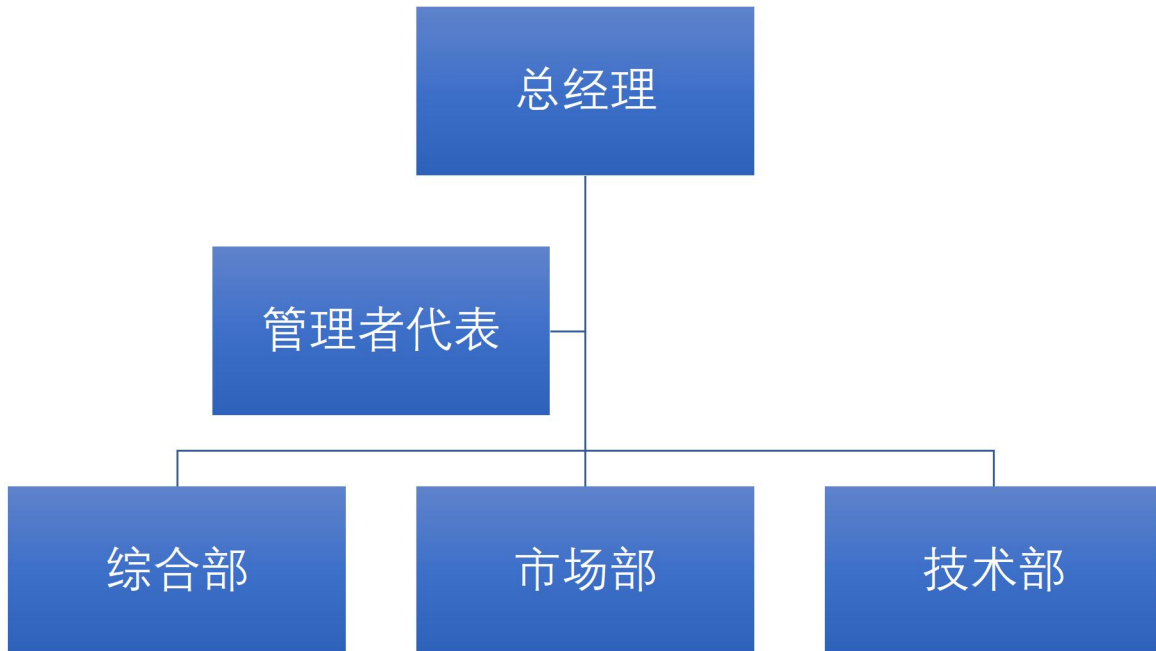 总经理
管理者代表
综合部
市场部
技术部